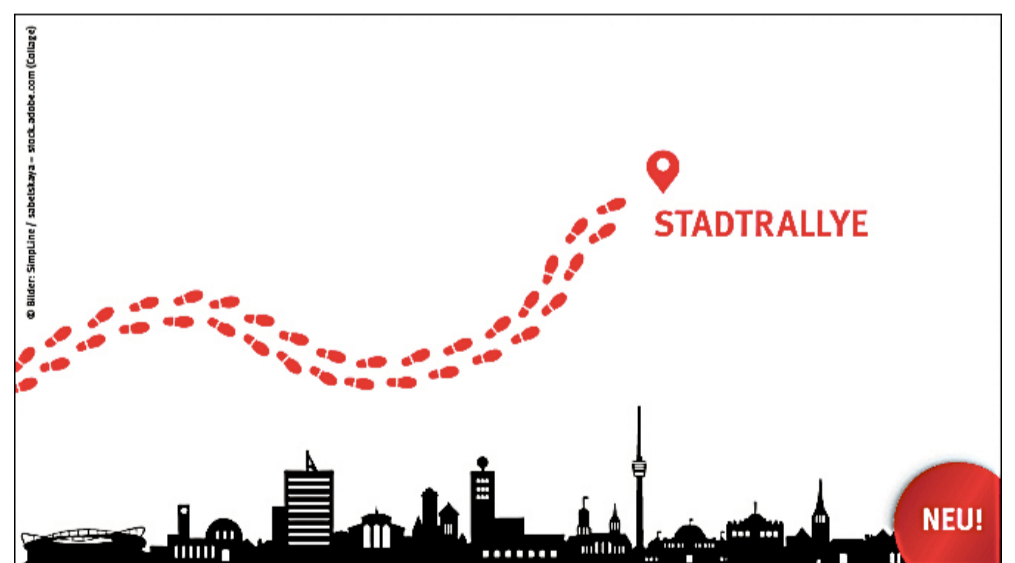 © Bilder: SimpLine / sabelskaya – stock.adobe.com (Collage)
STADTRALLYE
NEU!